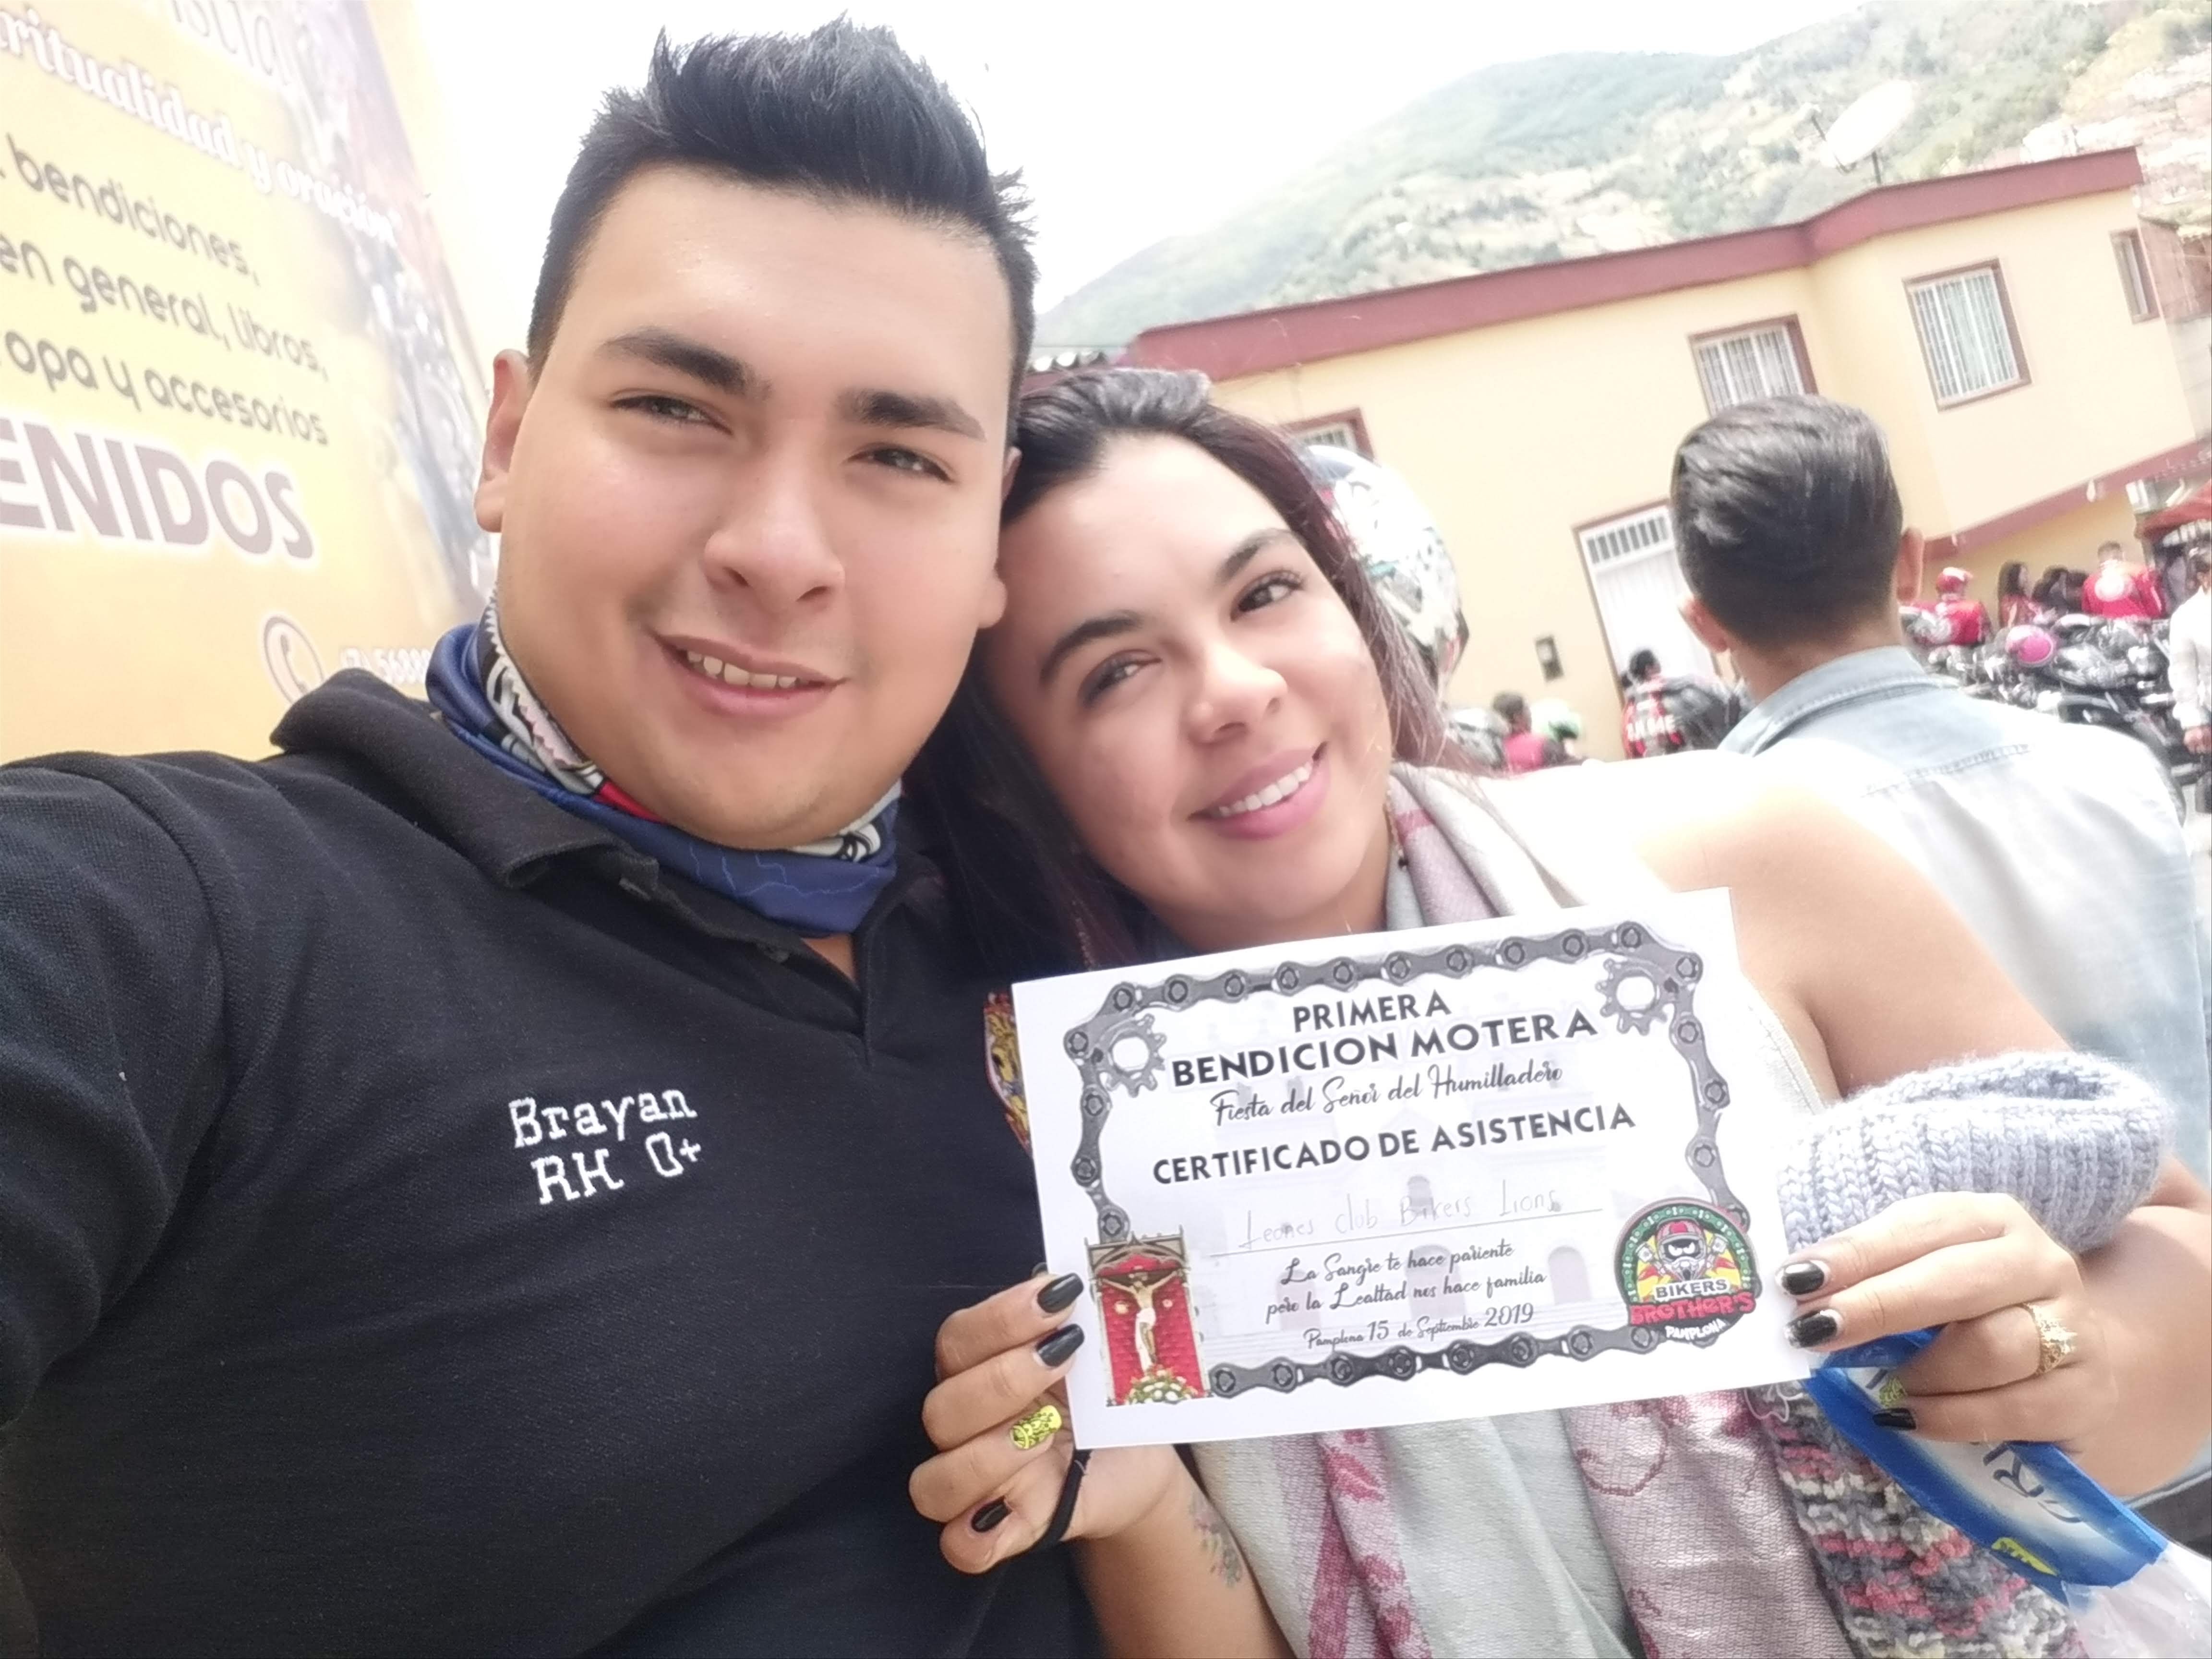 ritualidad y oración"
bendiciones,
en general, libros,
opa y accesorios
ENIDOS
Brayan
RH O+
PRIMERA
BENDICION MOTERA
Fiesta del Señor del Humilladero
CERTIFICADO DE ASISTENCIA
Leones club Bikers Lions
La Sangre te hace pariente
pero la Lealtad nos hace familia
Pamplona 15 de Septiembre 2019
BIKERS
BROTHER'S
PAMPLONA